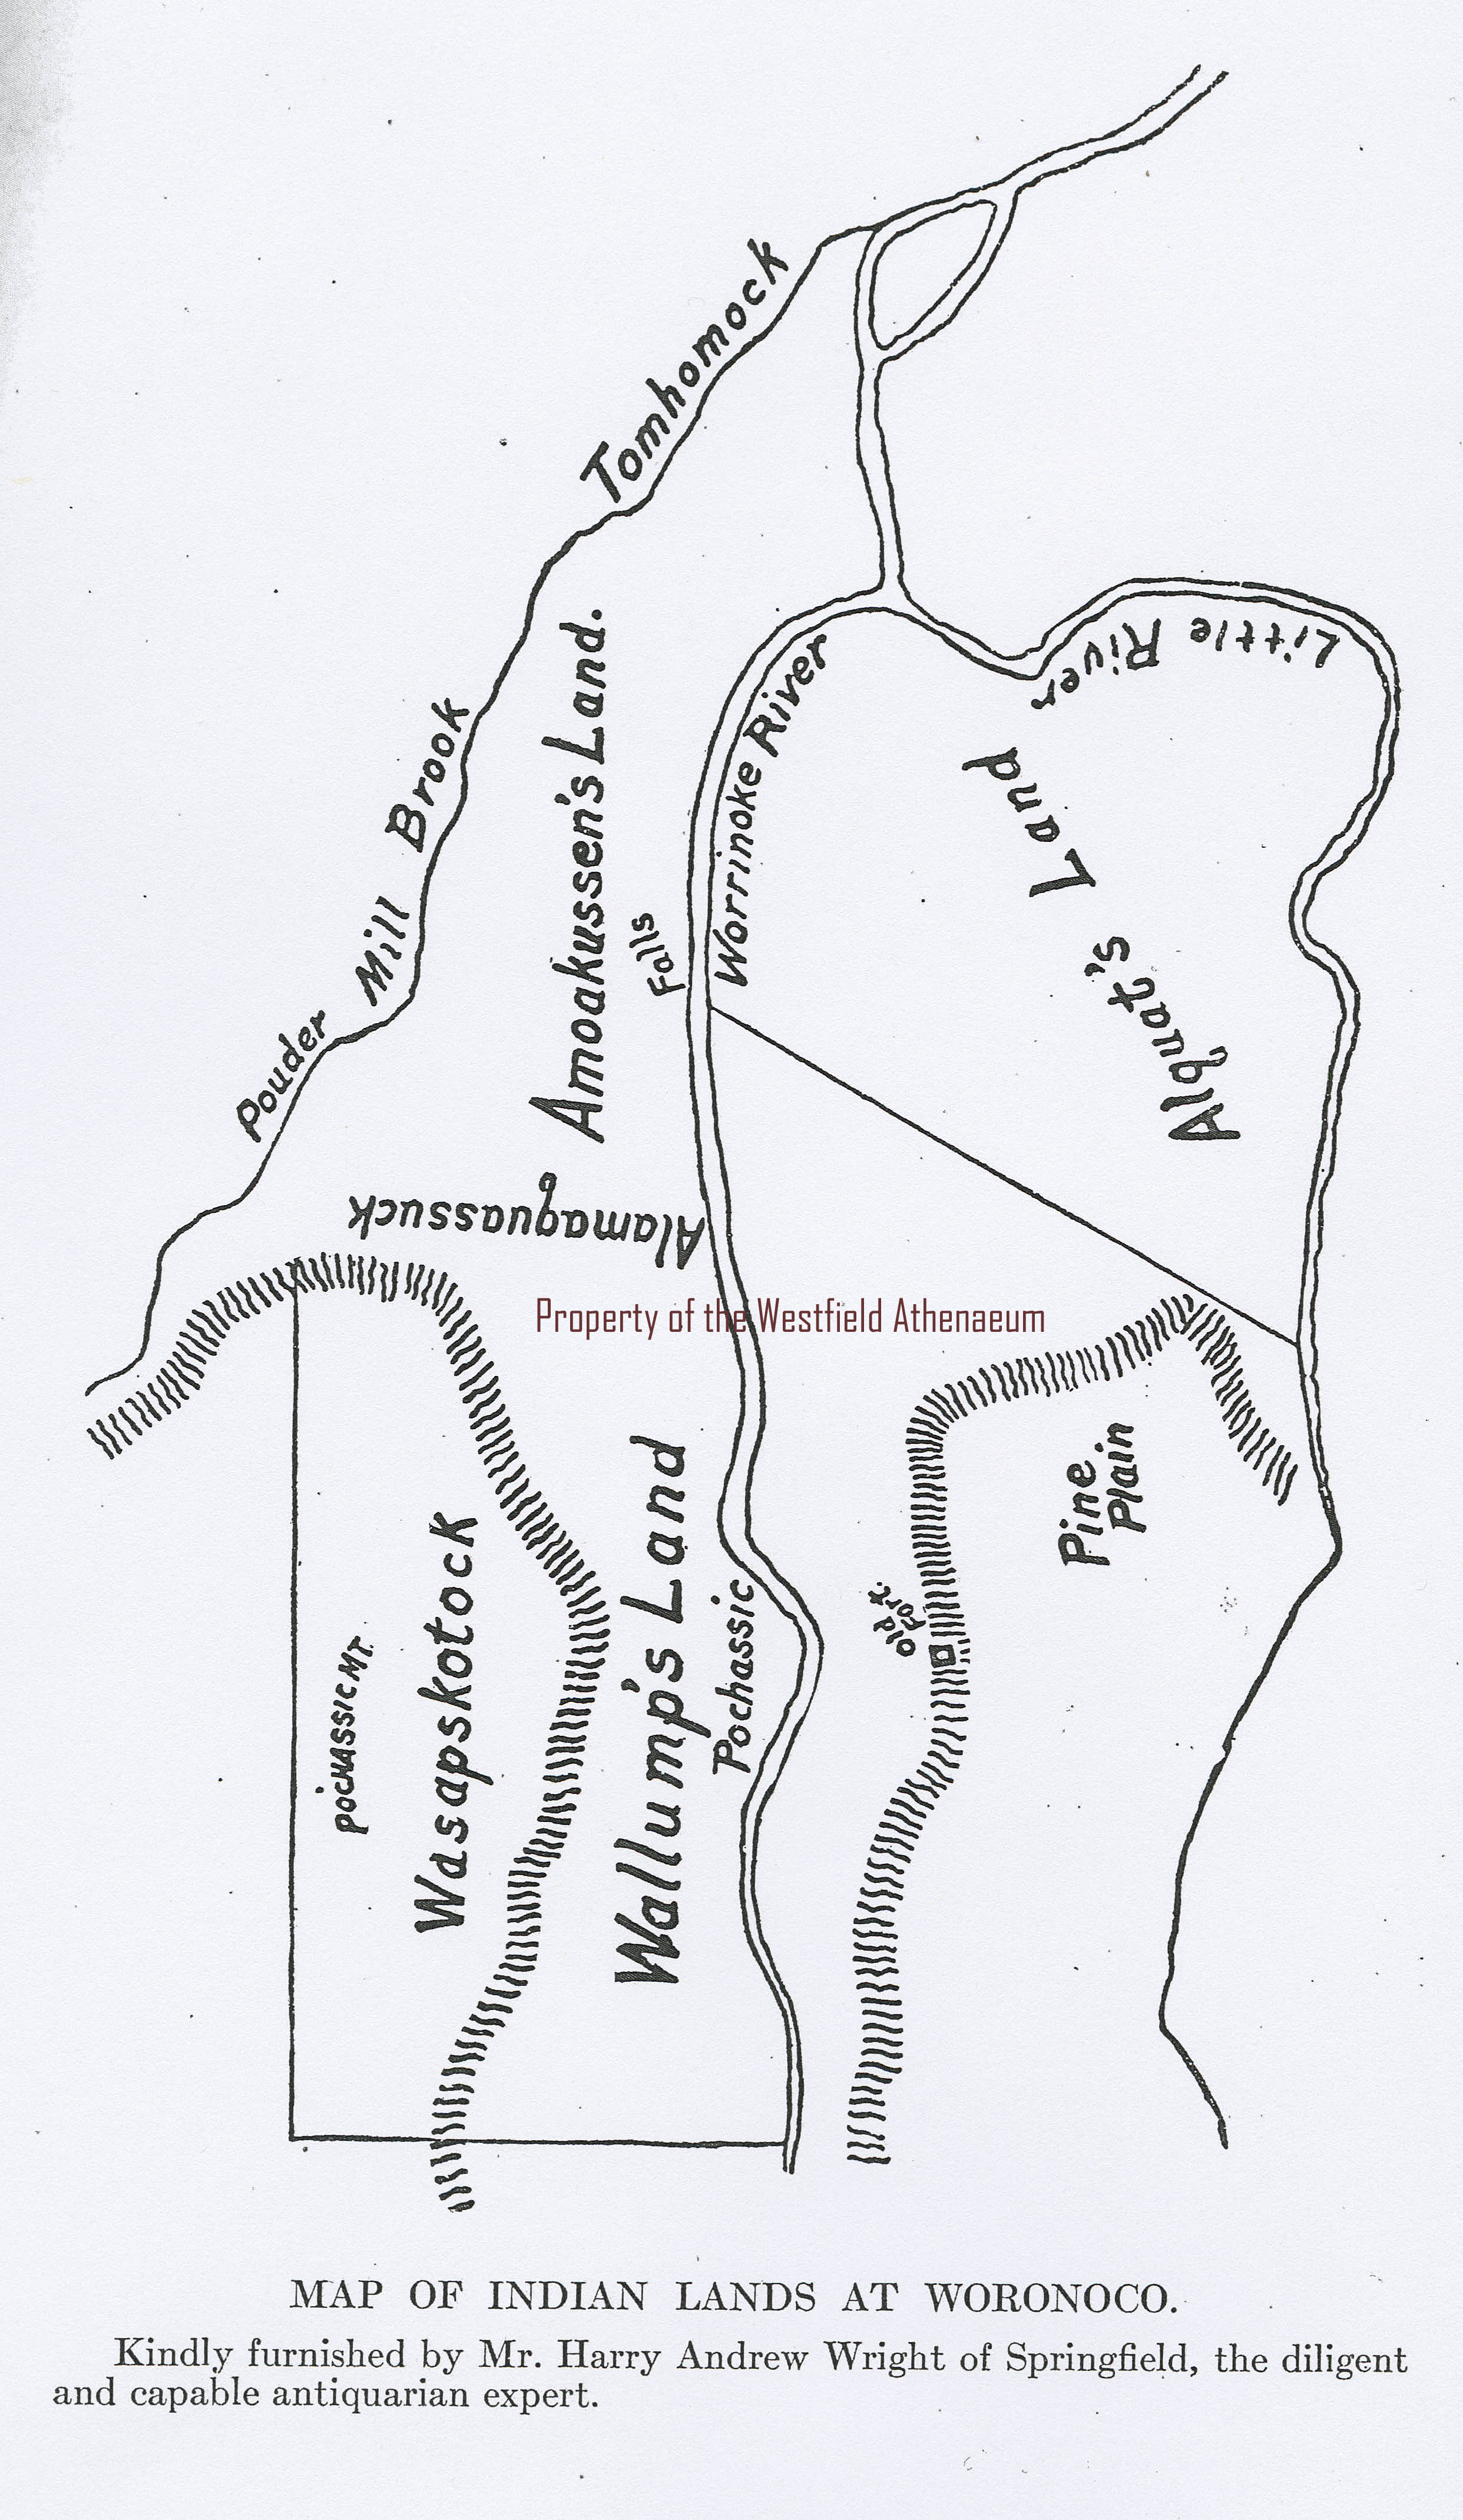 Tomhomock
Pouder Mill Brook
Amoakussen's Land.
Falls
Worrinoke River
Little River
Alquat's Land
Alamaquassuck
Property of the Westfield Athenaeum
Pochassic Mt.
Wasapskotock
Wallump's Land
Pochassic
Old Fort.
Pine
Plain
MAP OF INDIAN LANDS AT WORONOCO.
Kindly furnished by Mr. Harry Andrew Wright of Springfield, the diligent
and capable antiquarian expert.